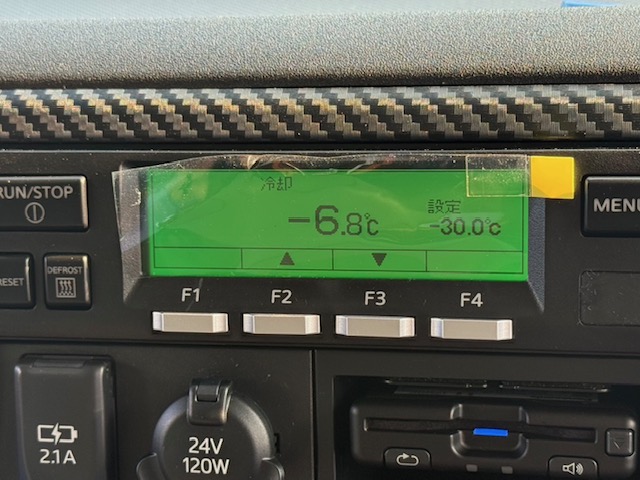 RUN/STOP
冷却
-6.8℃
設定
-30.0℃
MENU
RESET
DEFROST
▲ ▼
F1 F2 F3 F4
2.1A
24V
120W